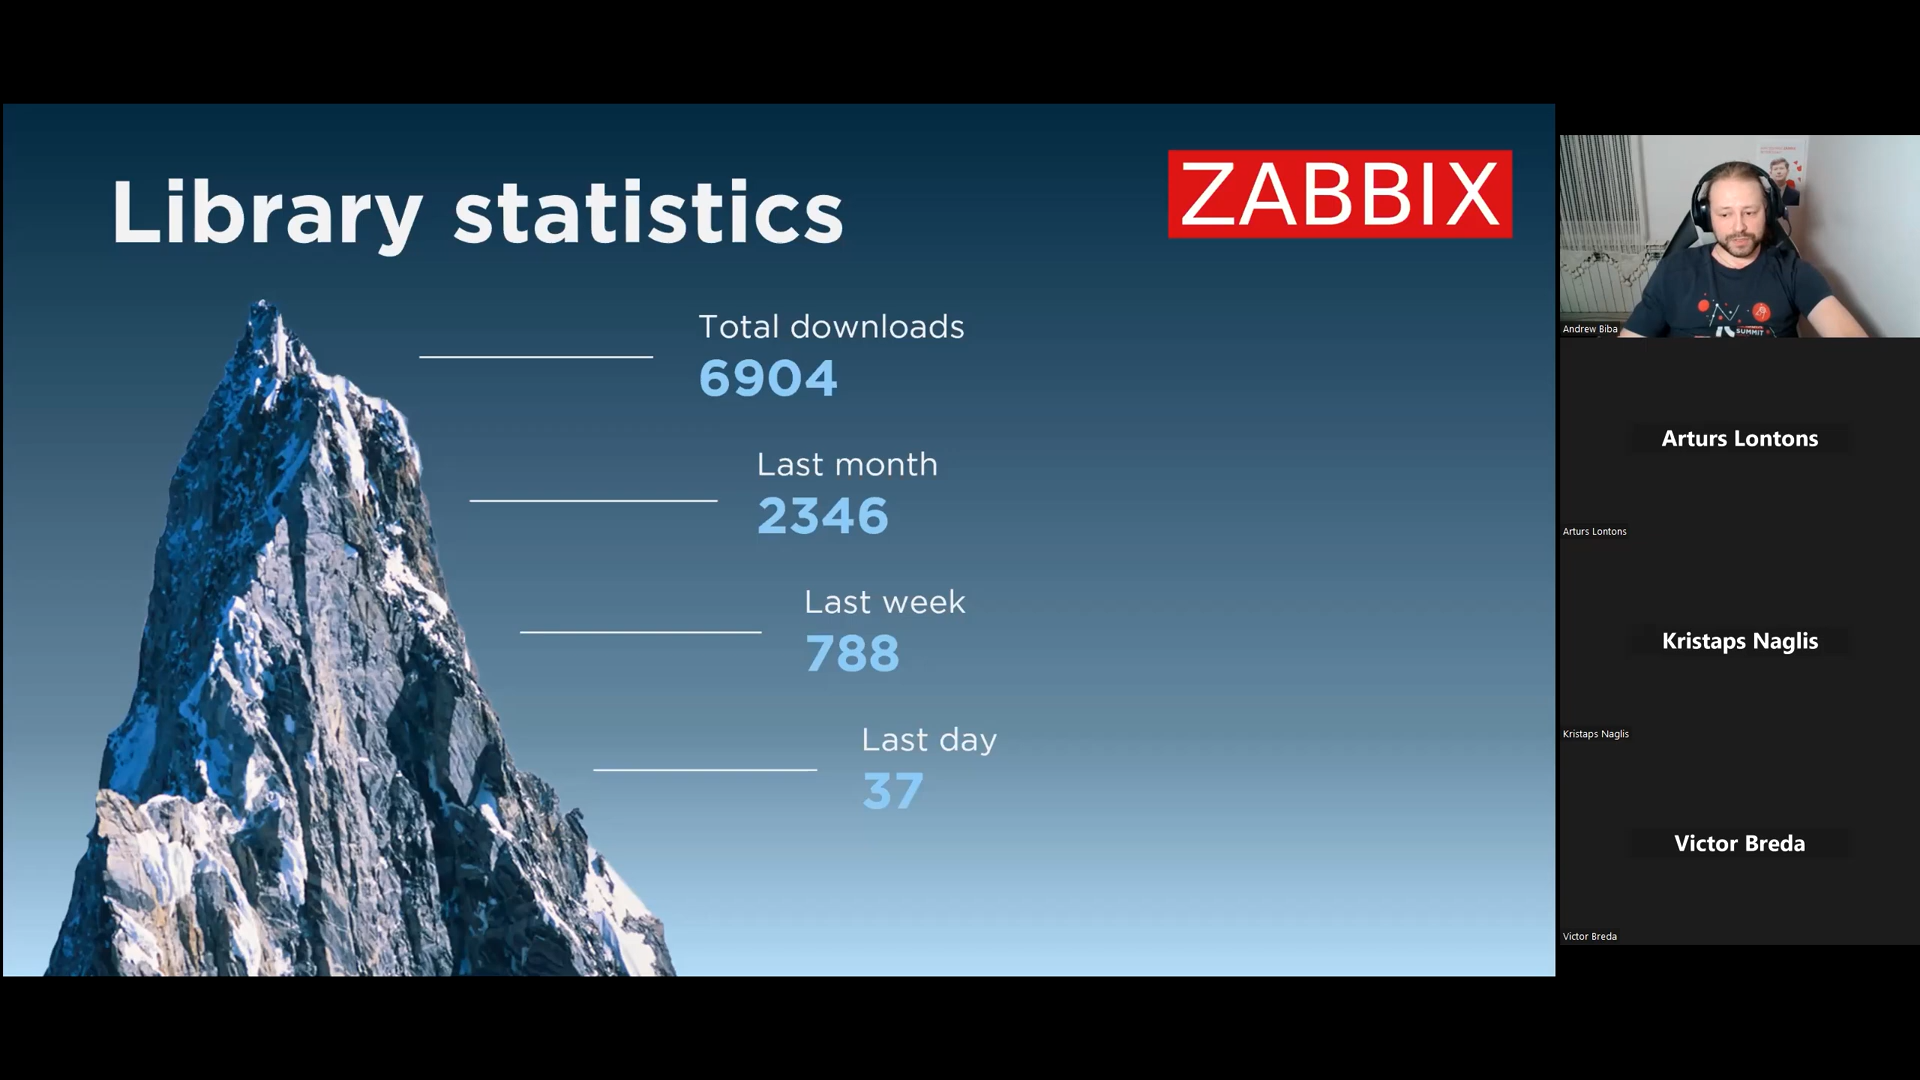 Library statistics
ZABBIX
Total downloads
6904
Last month
2346
Last week
788
Last day
37
SUMMIT
Andrew Biba
Arturs Lontons
Arturs Lontons
Kristaps Naglis
Kristaps Naglis
Victor Breda
Victor Breda